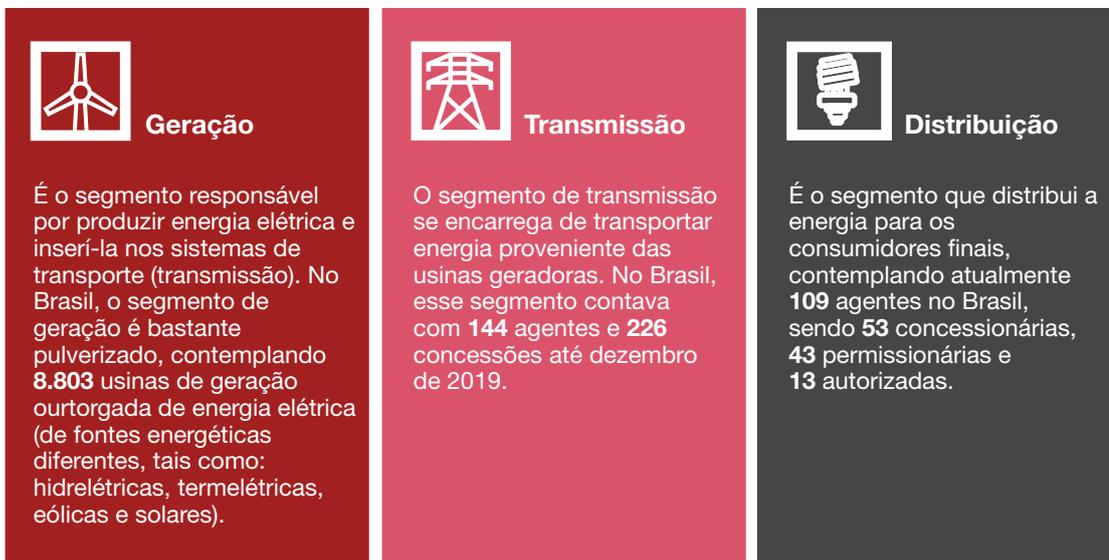 Geração
É o segmento responsável
por produzir energia elétrica e
inserí-la nos sistemas de
transporte (transmissão). No
Brasil, o segmento de
geração é bastante
pulverizado, contemplando
8.803 usinas de geração
ourtorgada de energia elétrica
(de fontes energéticas
diferentes, tais como:
hidrelétricas, termelétricas,
eólicas e solares).
Transmissão
O segmento de transmissão
se encarrega de transportar
energia proveniente das
usinas geradoras. No Brasil,
esse segmento contava
com 144 agentes e 226
concessões até dezembro
de 2019.
Distribuição
É o segmento que distribui a
energia para os
consumidores finais,
contemplando atualmente
109 agentes no Brasil,
sendo 53 concessionárias,
43 permissionárias e
13 autorizadas.